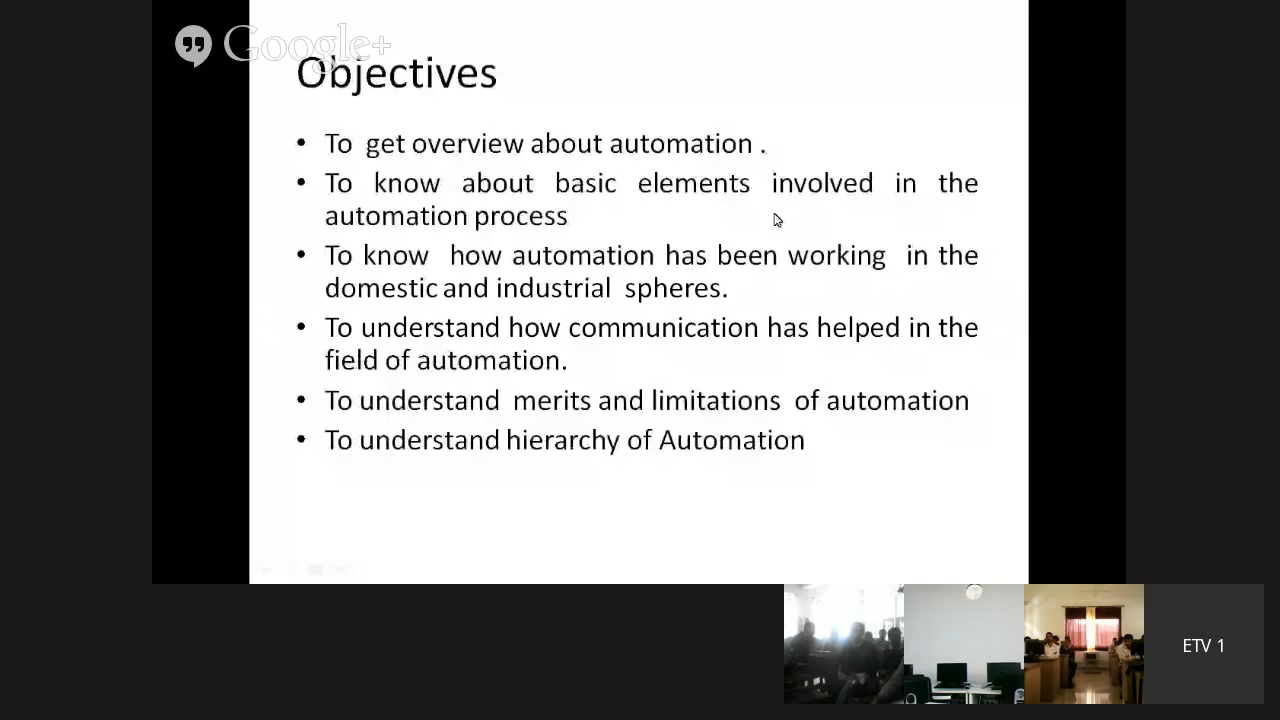 Google+
Objectives
• To get overview about automation .
• To know about basic elements involved in the
automation process
• To know how automation has been working in the
domestic and industrial spheres.
• To understand how communication has helped in the
field of automation.
• To understand merits and limitations of automation
• To understand hierarchy of Automation
ETV 1